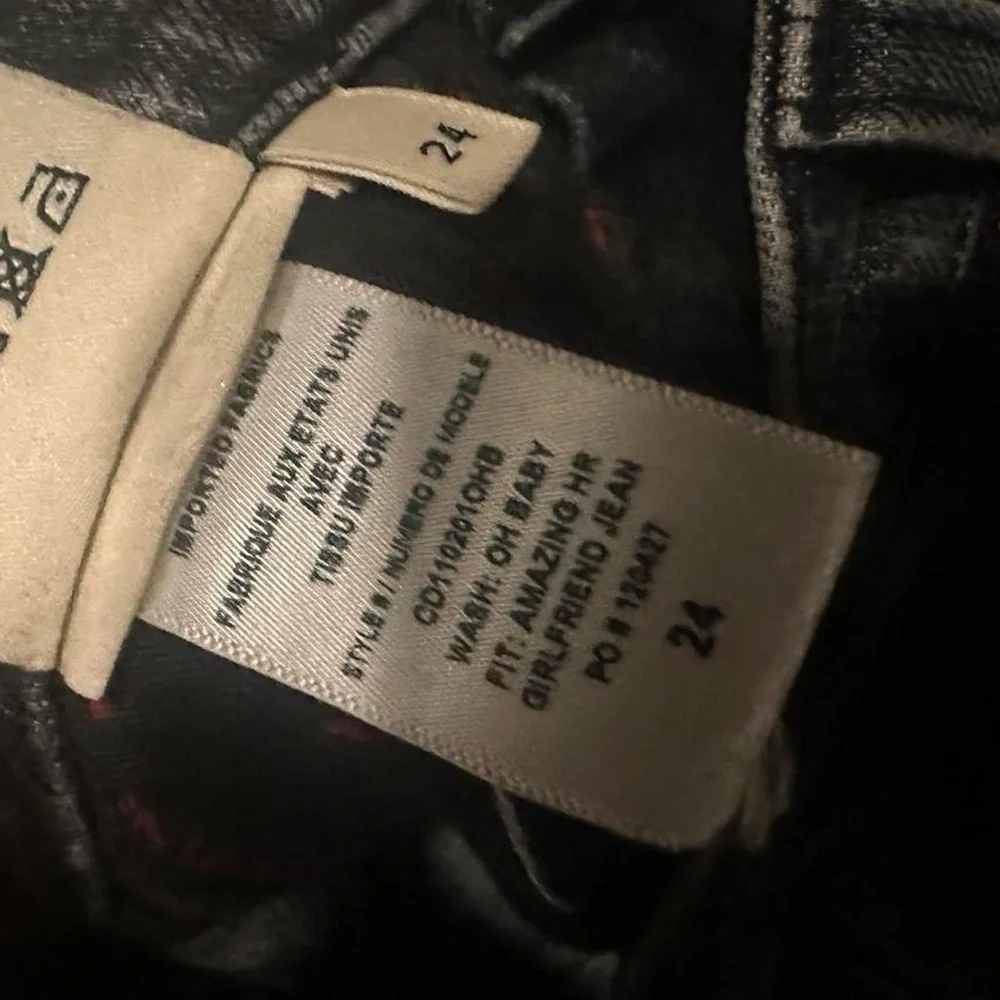 24
IMPORTED FABRICS
FABRIQUE AUX ETATS UNIS
AVEC
TISSU IMPORTE
STYLE# / NUMERO DE MODELE
CD110201OHB
WASH: OH BABY
FIT: AMAZING HR
GIRLFRIEND JEAN
PO # 120427
24